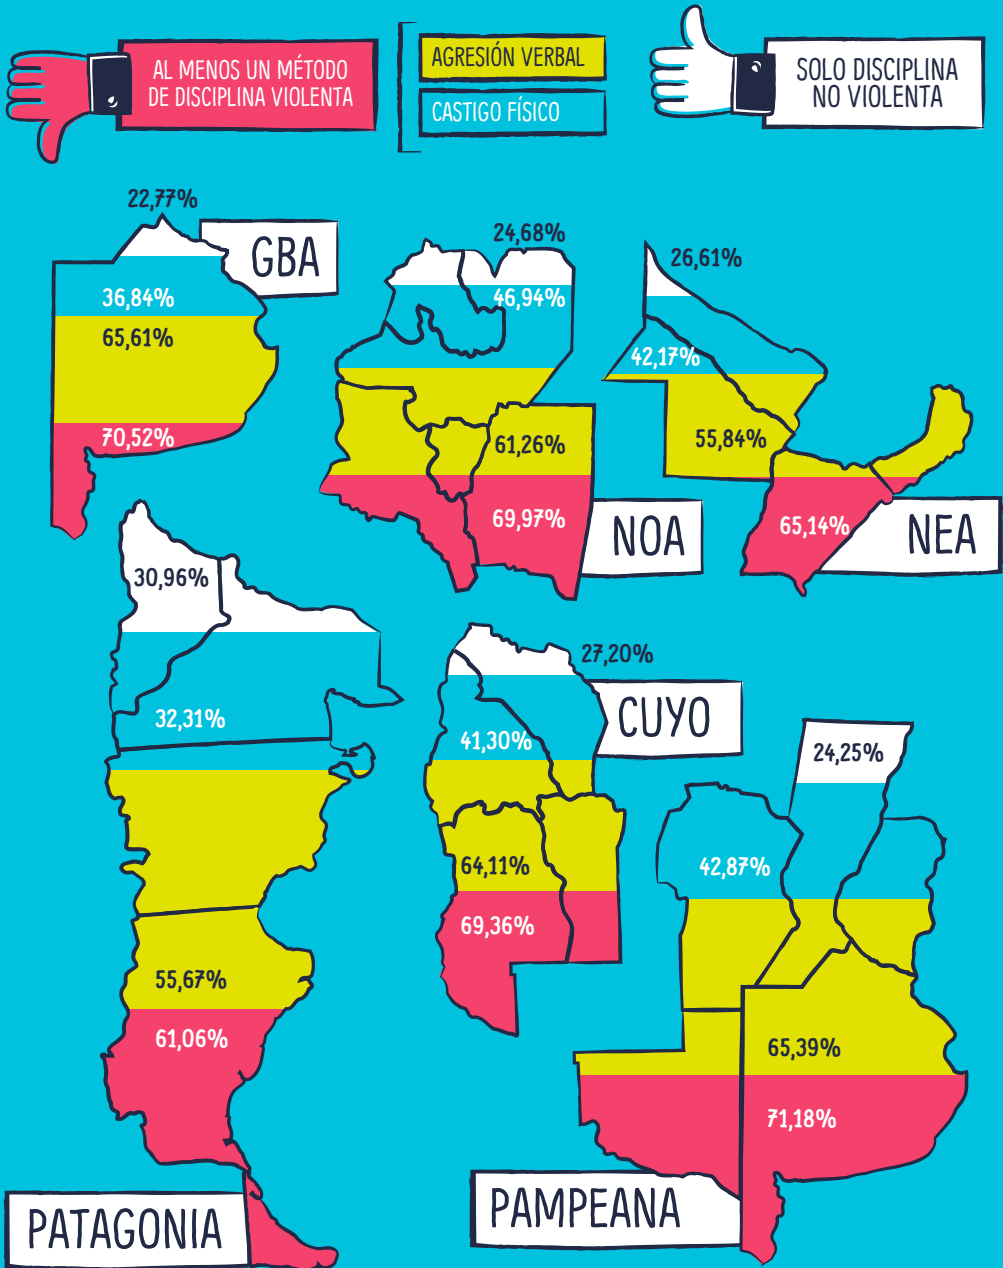 AL MENOS UN MÉTODO
DE DISCIPLINA VIOLENTA
AGRESIÓN VERBAL
CASTIGO FÍSICO
SOLO DISCIPLINA
NO VIOLENTA
22,77%
GBA
36,84%
65,61%
70,52%
24,68%
46,94%
61,26%
69,97%
NOA
26,61%
42,17%
55,84%
65,14%
NEA
30,96%
32,31%
55,67%
61,06%
PATAGONIA
27,20%
CUYO
41,30%
64,11%
69,36%
24,25%
42,87%
65,39%
71,18%
PAMPEANA